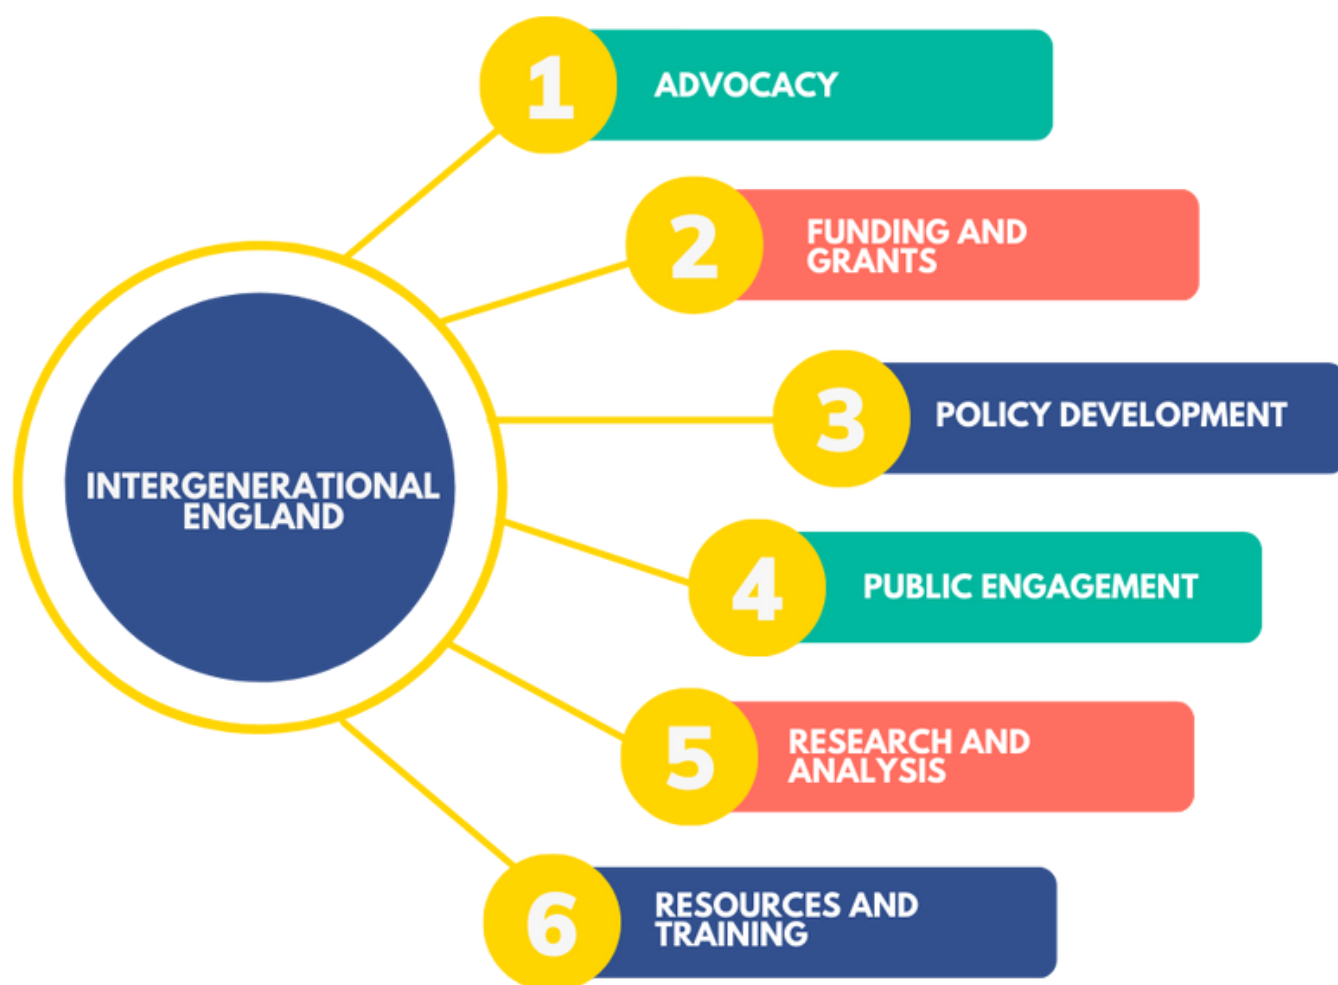 1
ADVOCACY
2
FUNDING AND
GRANTS
3
POLICY DEVELOPMENT
INTERGENERATIONAL
ENGLAND
4
PUBLIC ENGAGEMENT
5
RESEARCH AND
ANALYSIS
6
RESOURCES AND
TRAINING